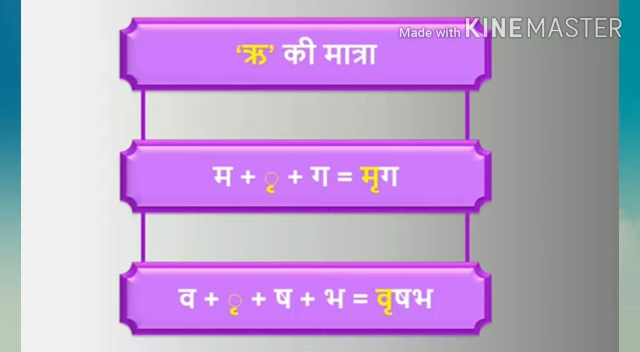 Made with KINEMASTER
‘ऋ’ की मात्रा
म + ृ + ग = मृग
व + ृ + ष + भ = वृषभ